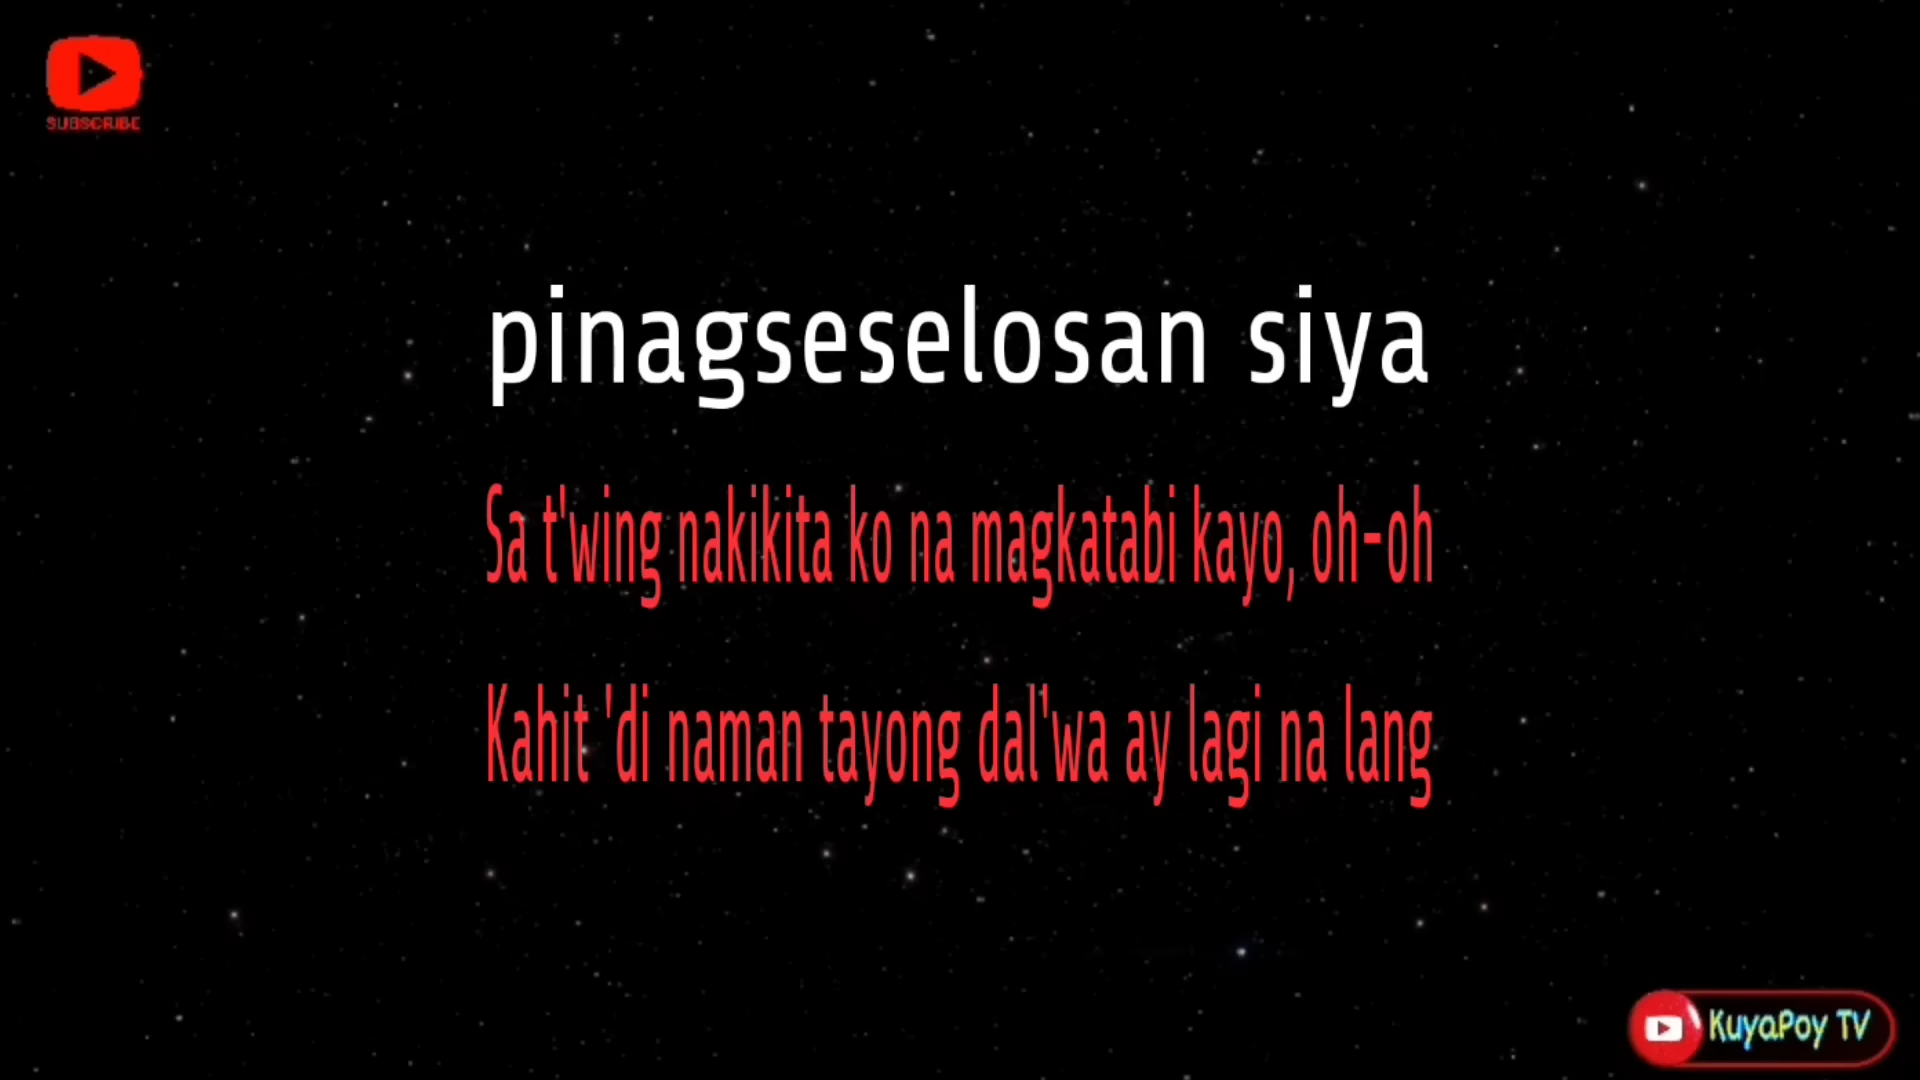 SUBSCRIBE
pinagseselosan siya
Sa t'wing nakikita ko na magkatabi kayo, oh-oh
Kahit 'di naman tayong dal'wa ay lagi na lang
KuyaPoy TV